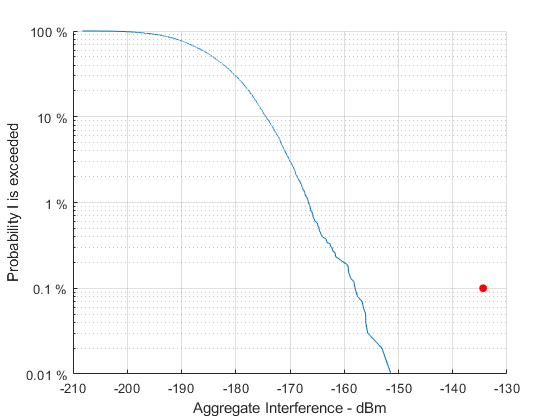 100 %
10 %
1 %
0.1 %
0.01 %
Probability I is exceeded
-210 -200 -190 -180 -170 -160 -150 -140 -130
Aggregate Interference - dBm